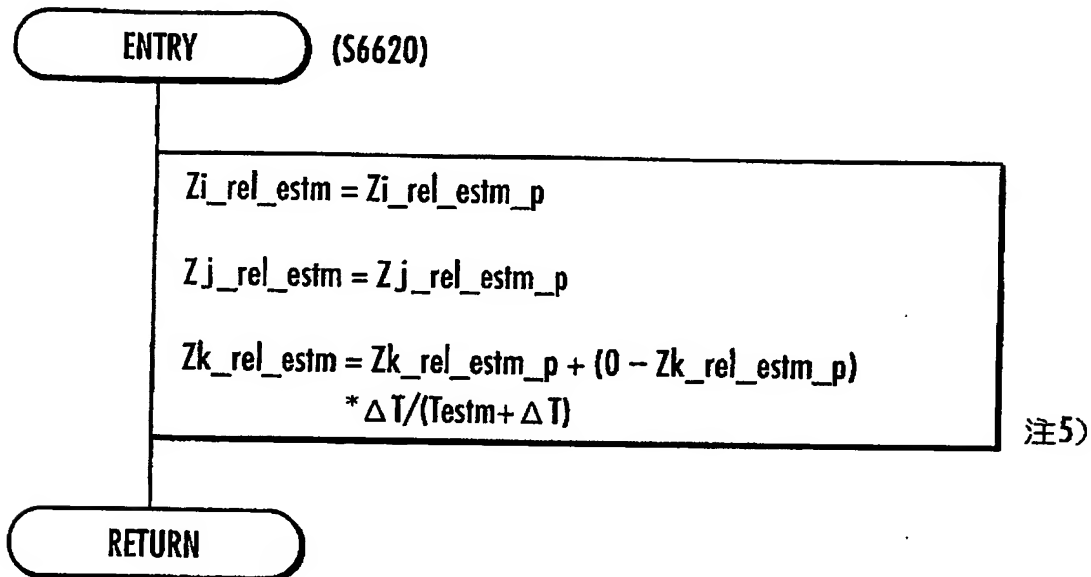 ENTRY (S6620)
Zi_rel_estm = Zi_rel_estm_p
Zj_rel_estm = Zj_rel_estm_p
Zk_rel_estm = Zk_rel_estm_p + (0 − Zk_rel_estm_p)
* ΔT/(Testm+ ΔT)
注5)
RETURN